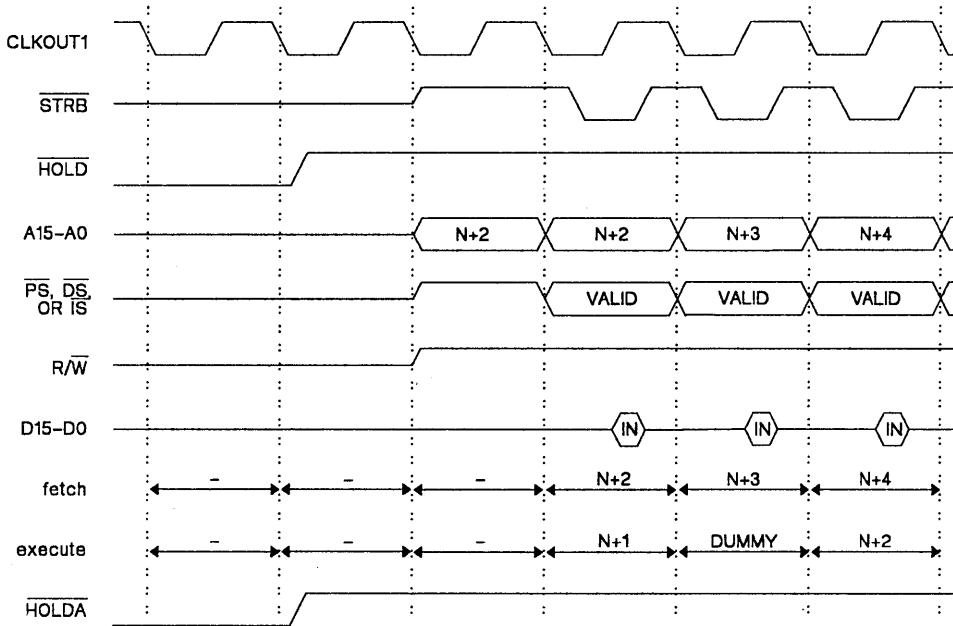 CLKOUT1
STRB
HOLD
A15–A0 N+2 N+2 N+3 N+4
PS, DS, VALID VALID VALID
OR IS
R/W
D15–D0 IN IN IN
fetch – – – N+2 N+3 N+4
execute – – – N+1 DUMMY N+2
HOLDA